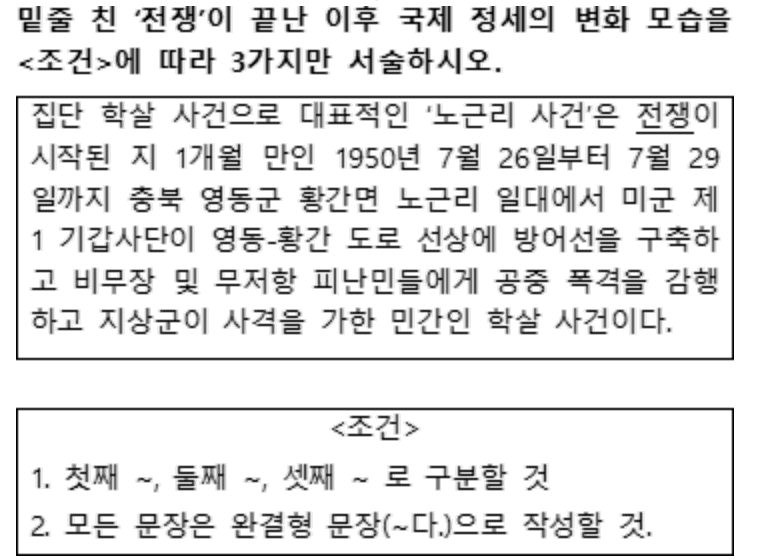 밑줄 친 ‘전쟁’이 끝난 이후 국제 정세의 변화 모습을
<조건>에 따라 3가지만 서술하시오.
집단 학살 사건으로 대표적인 ‘노근리 사건’은 전쟁이
시작된 지 1개월 만인 1950년 7월 26일부터 7월 29
일까지 충북 영동군 황간면 노근리 일대에서 미군 제
1 기갑사단이 영동-황간 도로 선상에 방어선을 구축하
고 비무장 및 무저항 피난민들에게 공중 폭격을 감행
하고 지상군이 사격을 가한 민간인 학살 사건이다.
<조건>
1. 첫째 ~, 둘째 ~, 셋째 ~ 로 구분할 것
2. 모든 문장은 완결형 문장(~다.)으로 작성할 것.